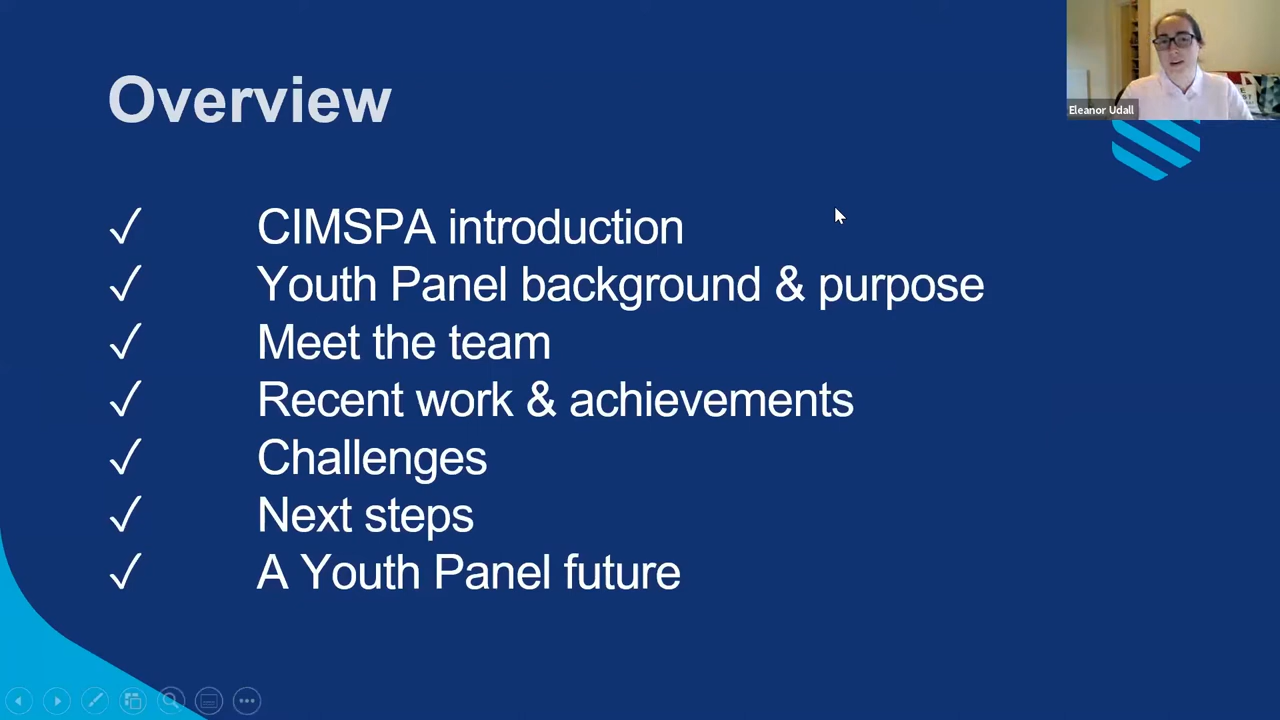 Overview
Eleanor Udall
✓ CIMSPA introduction
✓ Youth Panel background & purpose
✓ Meet the team
✓ Recent work & achievements
✓ Challenges
✓ Next steps
✓ A Youth Panel future